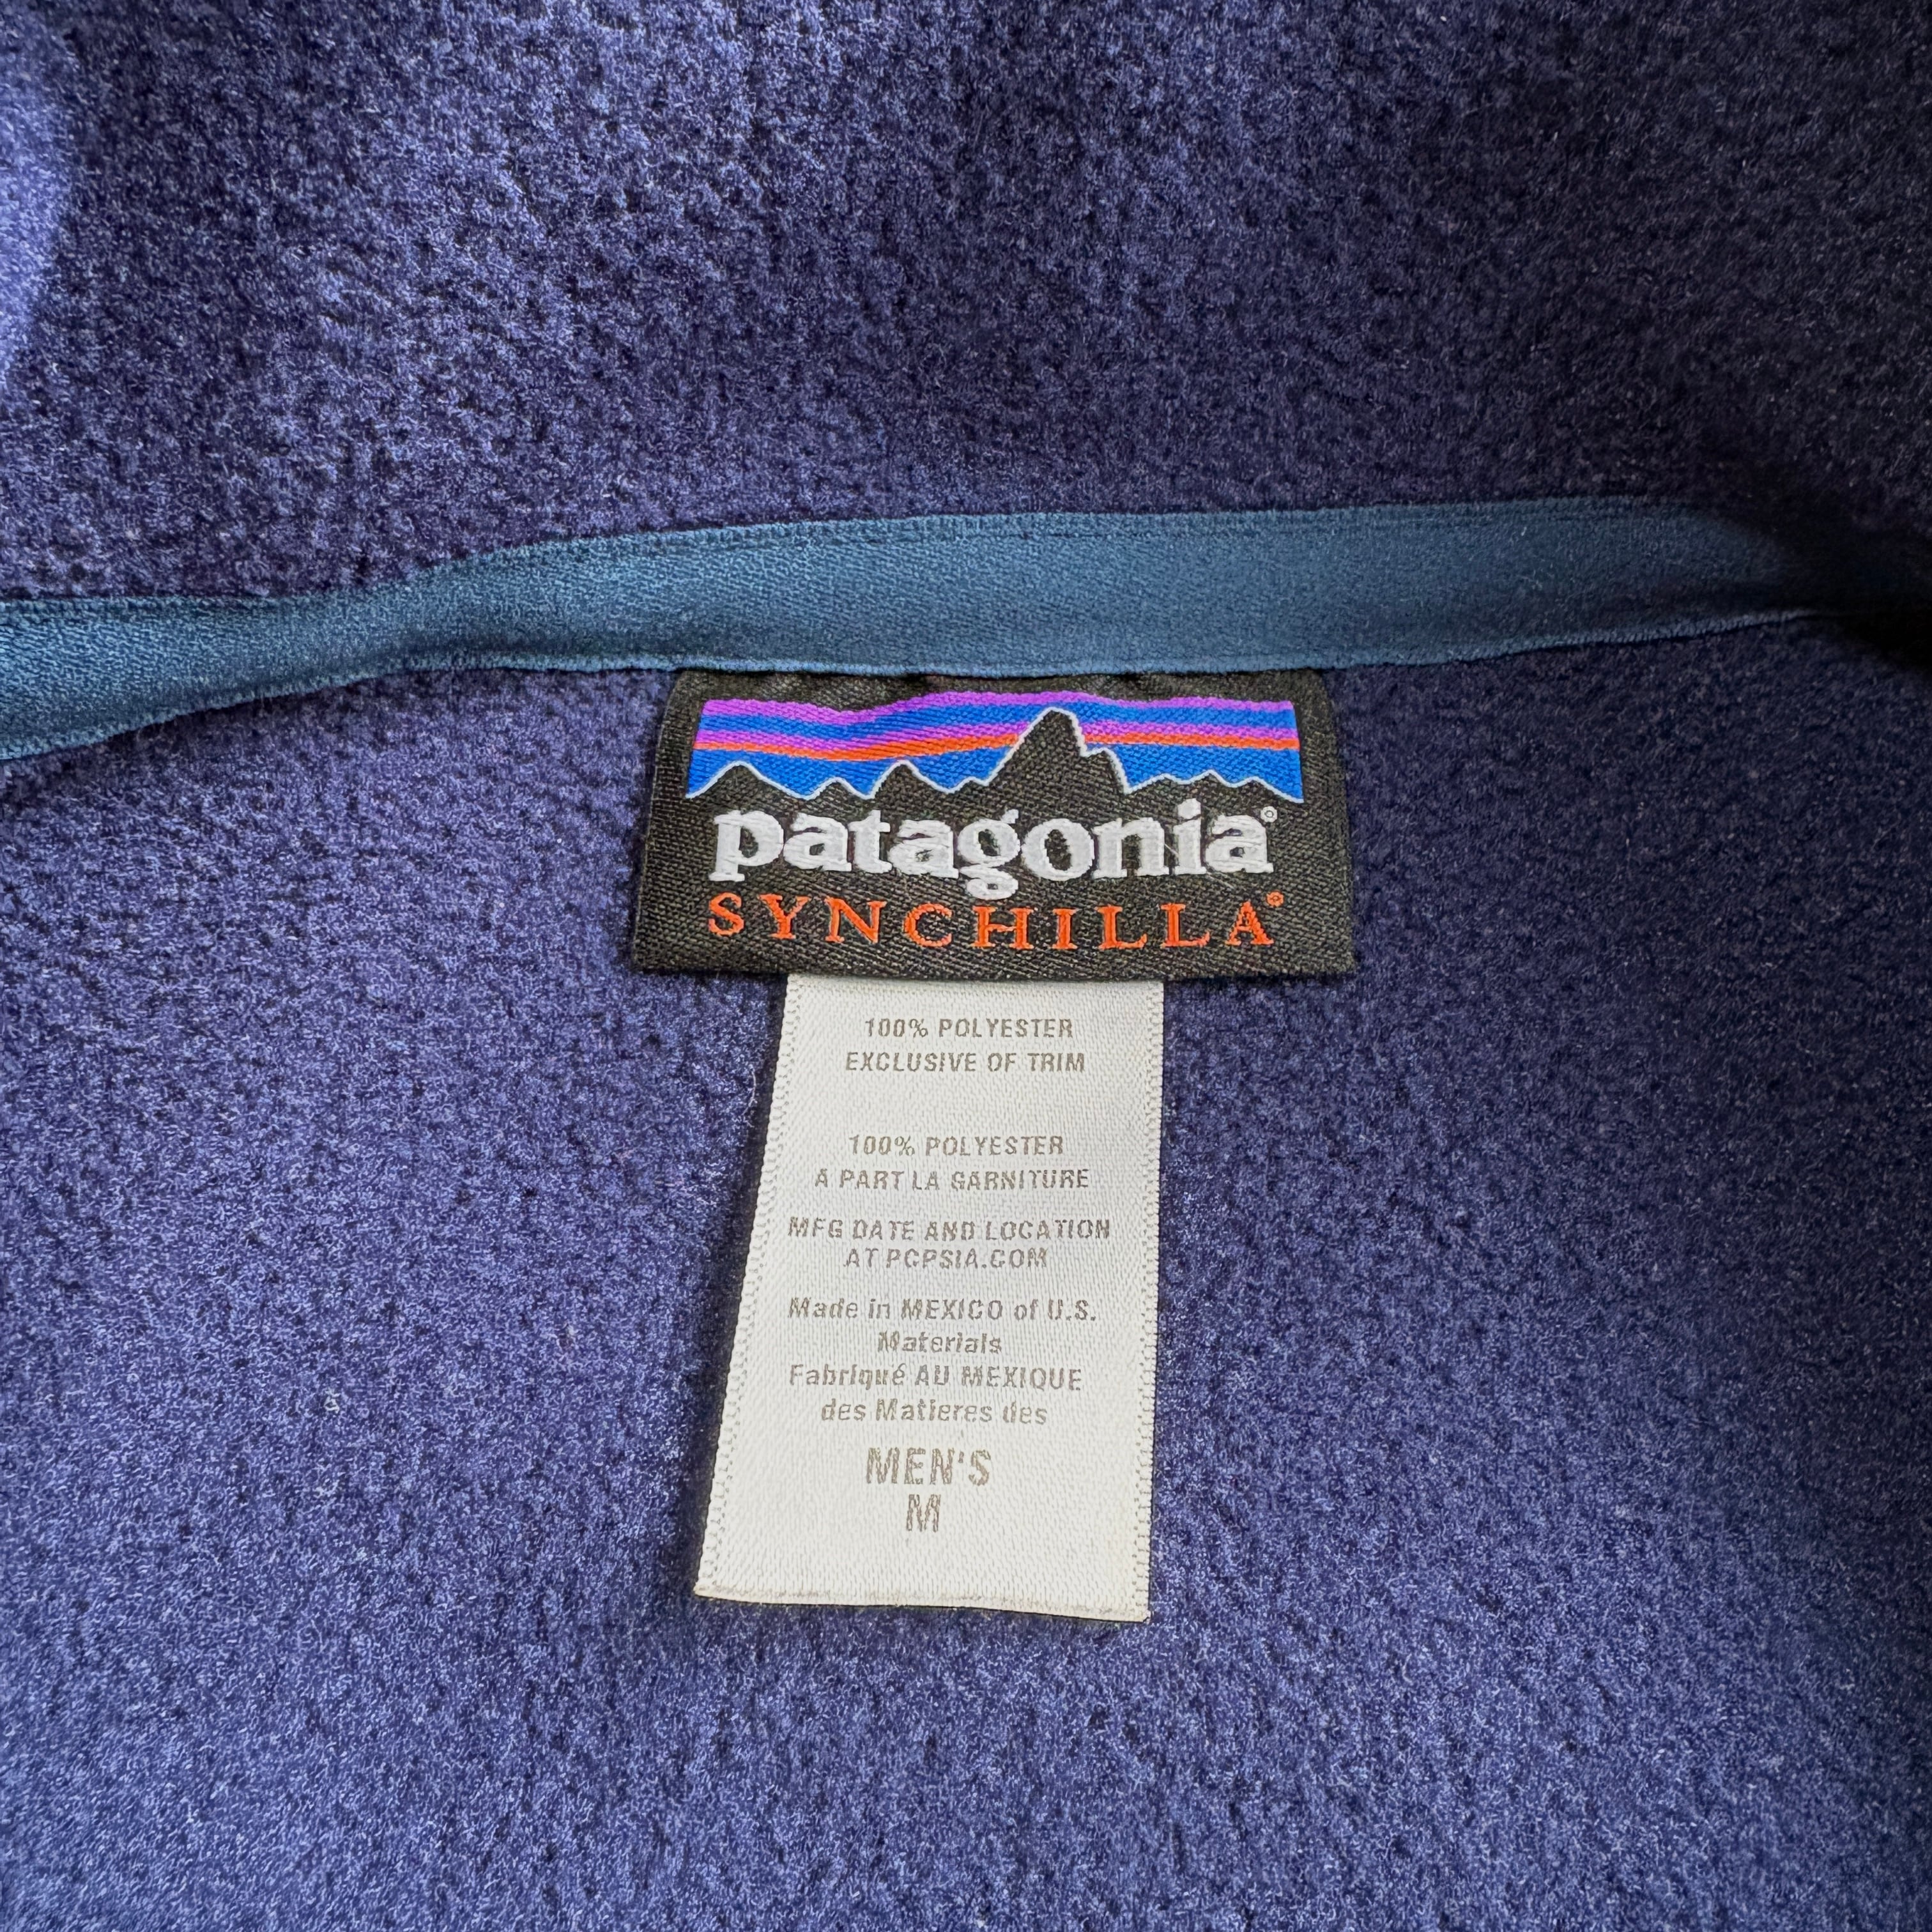 patagonia®
SYNCHILLA®
100% POLYESTER
EXCLUSIVE OF TRIM
100% POLYESTER
A PART LA GARNITURE
MFG DATE AND LOCATION
AT PCPSIA.COM
Made in MEXICO of U.S.
Materials
Fabriqué AU MEXIQUE
des Matieres des
MEN'S
M